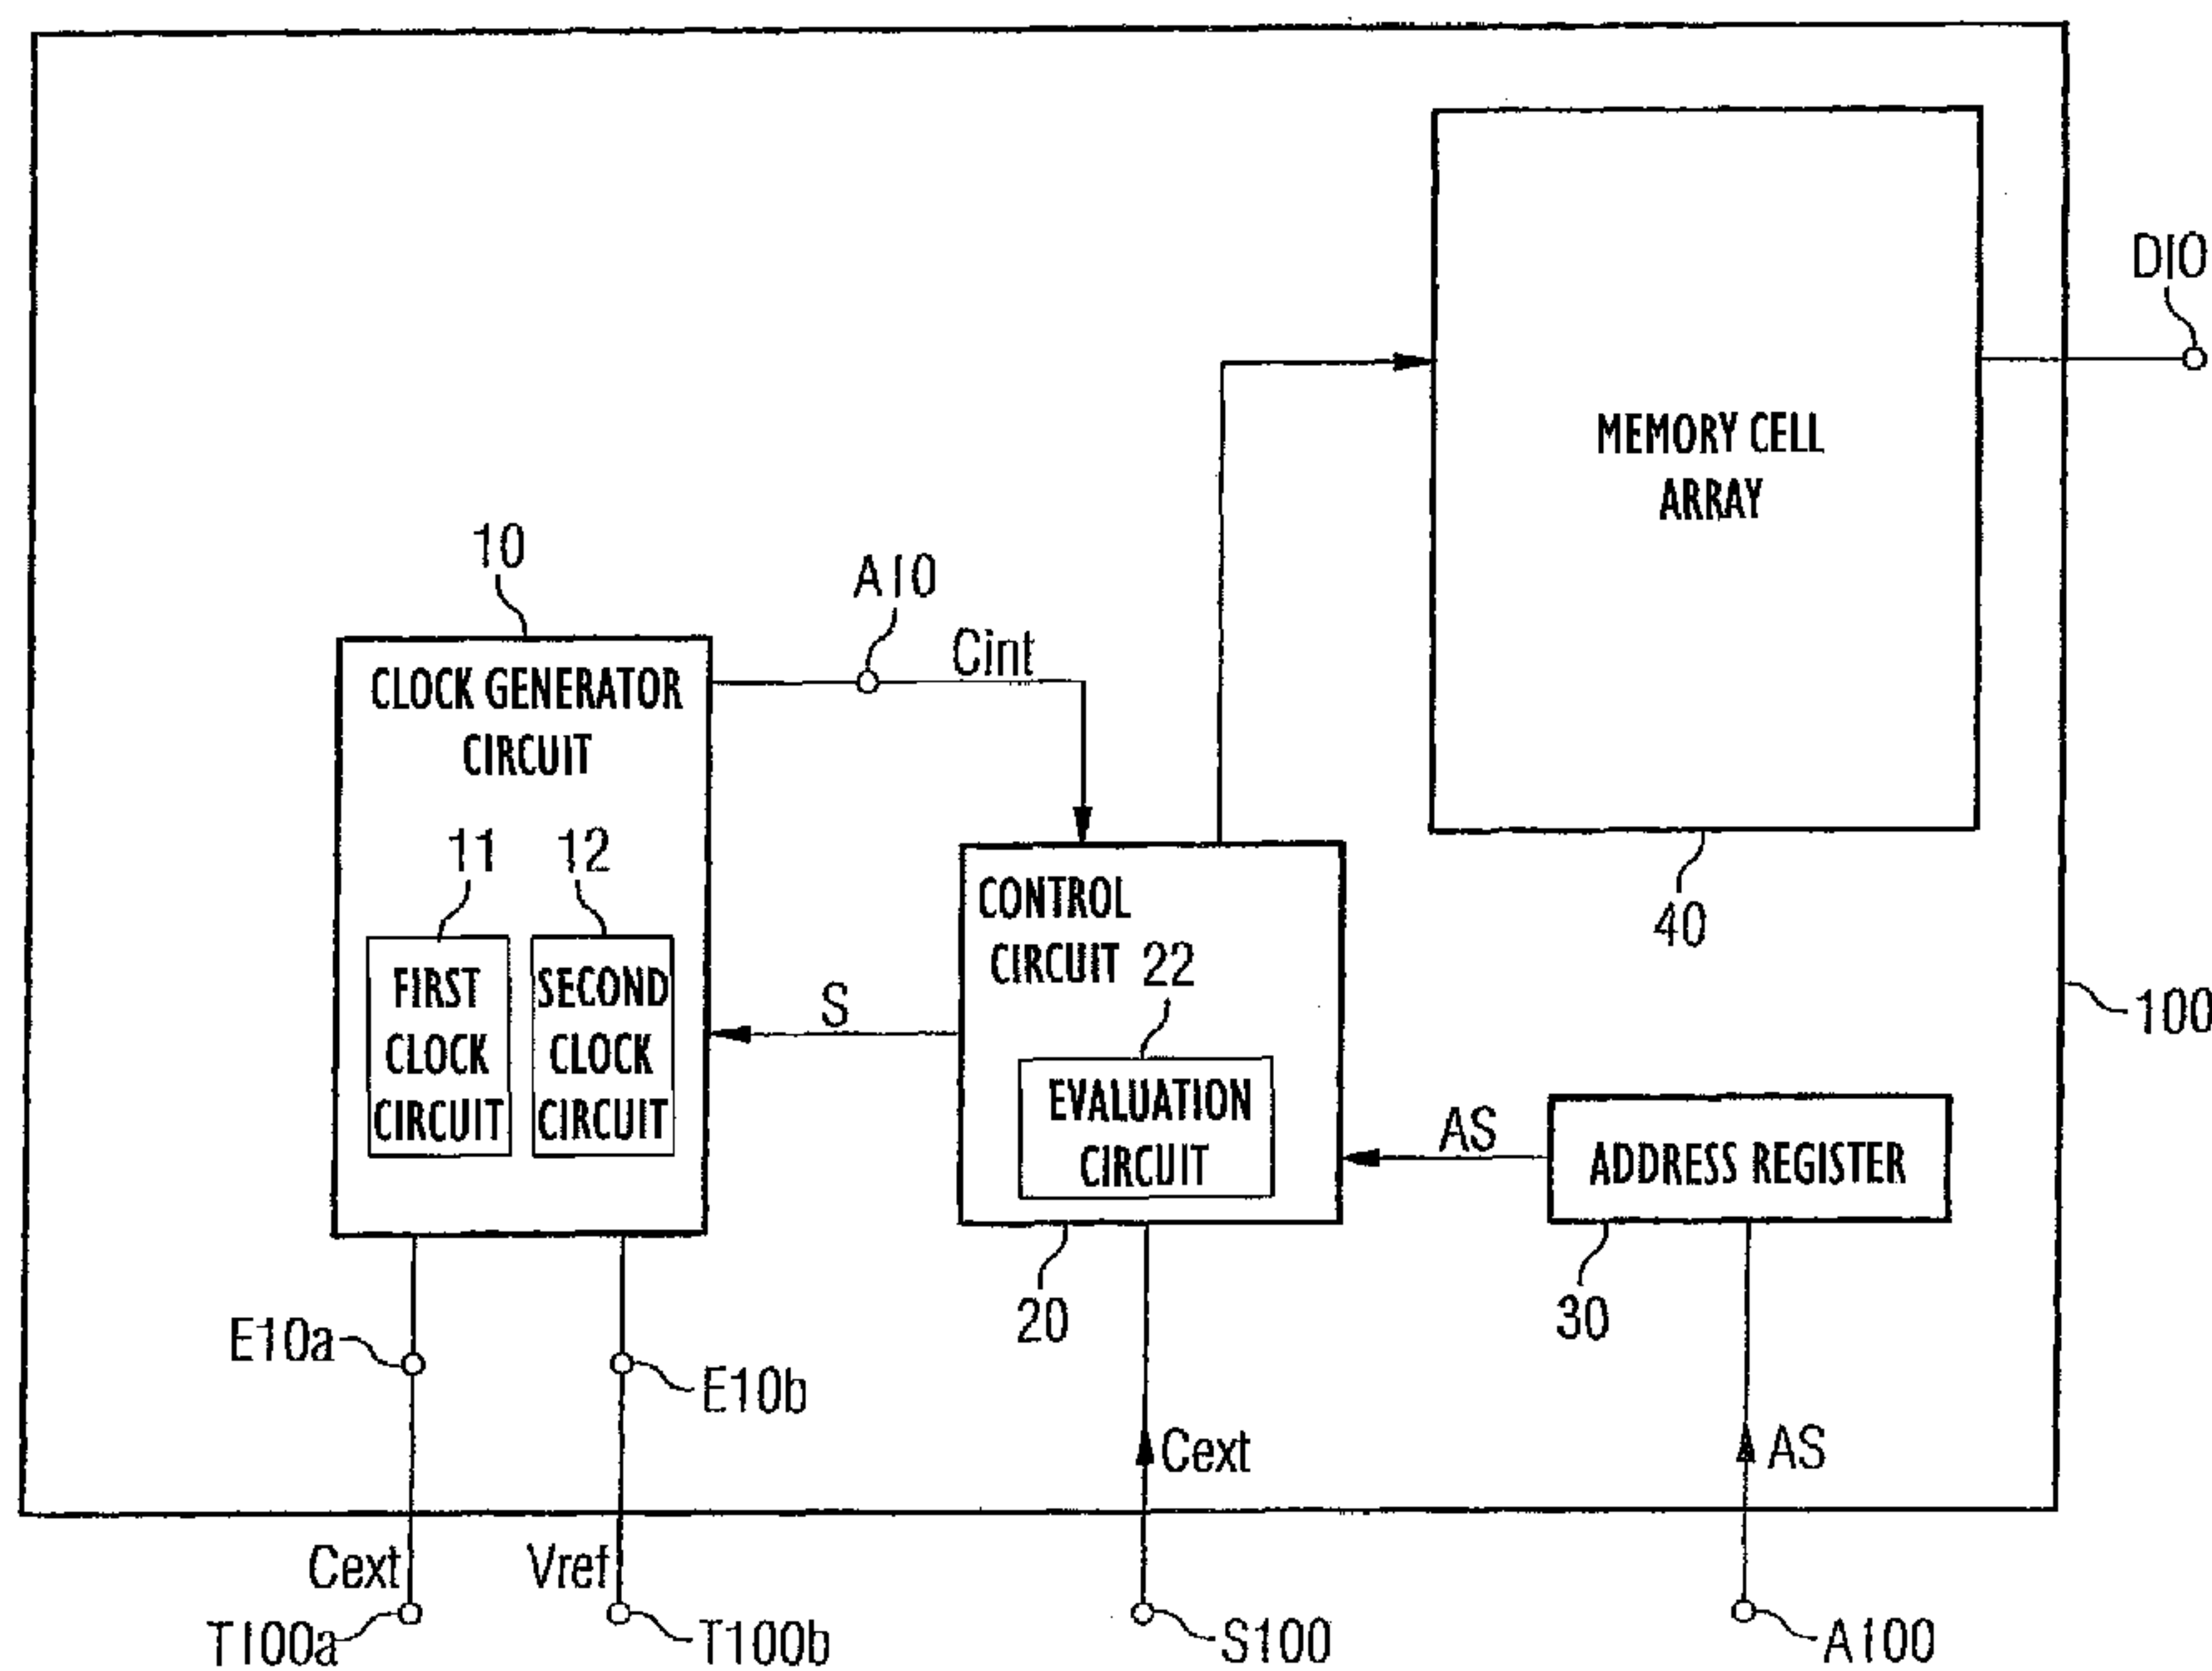 DIO
MEMORY CELL
ARRAY
10
A10
Cint
CLOCK GENERATOR
CIRCUIT
11
12
CONTROL
CIRCUIT
22
40
FIRST
CLOCK
CIRCUIT
SECOND
CLOCK
CIRCUIT
S
100
EVALUATION
CIRCUIT
AS
ADDRESS REGISTER
20
30
E10a
E10b
Cext
AS
Cext
Vref
T100a
T100b
S100
A100